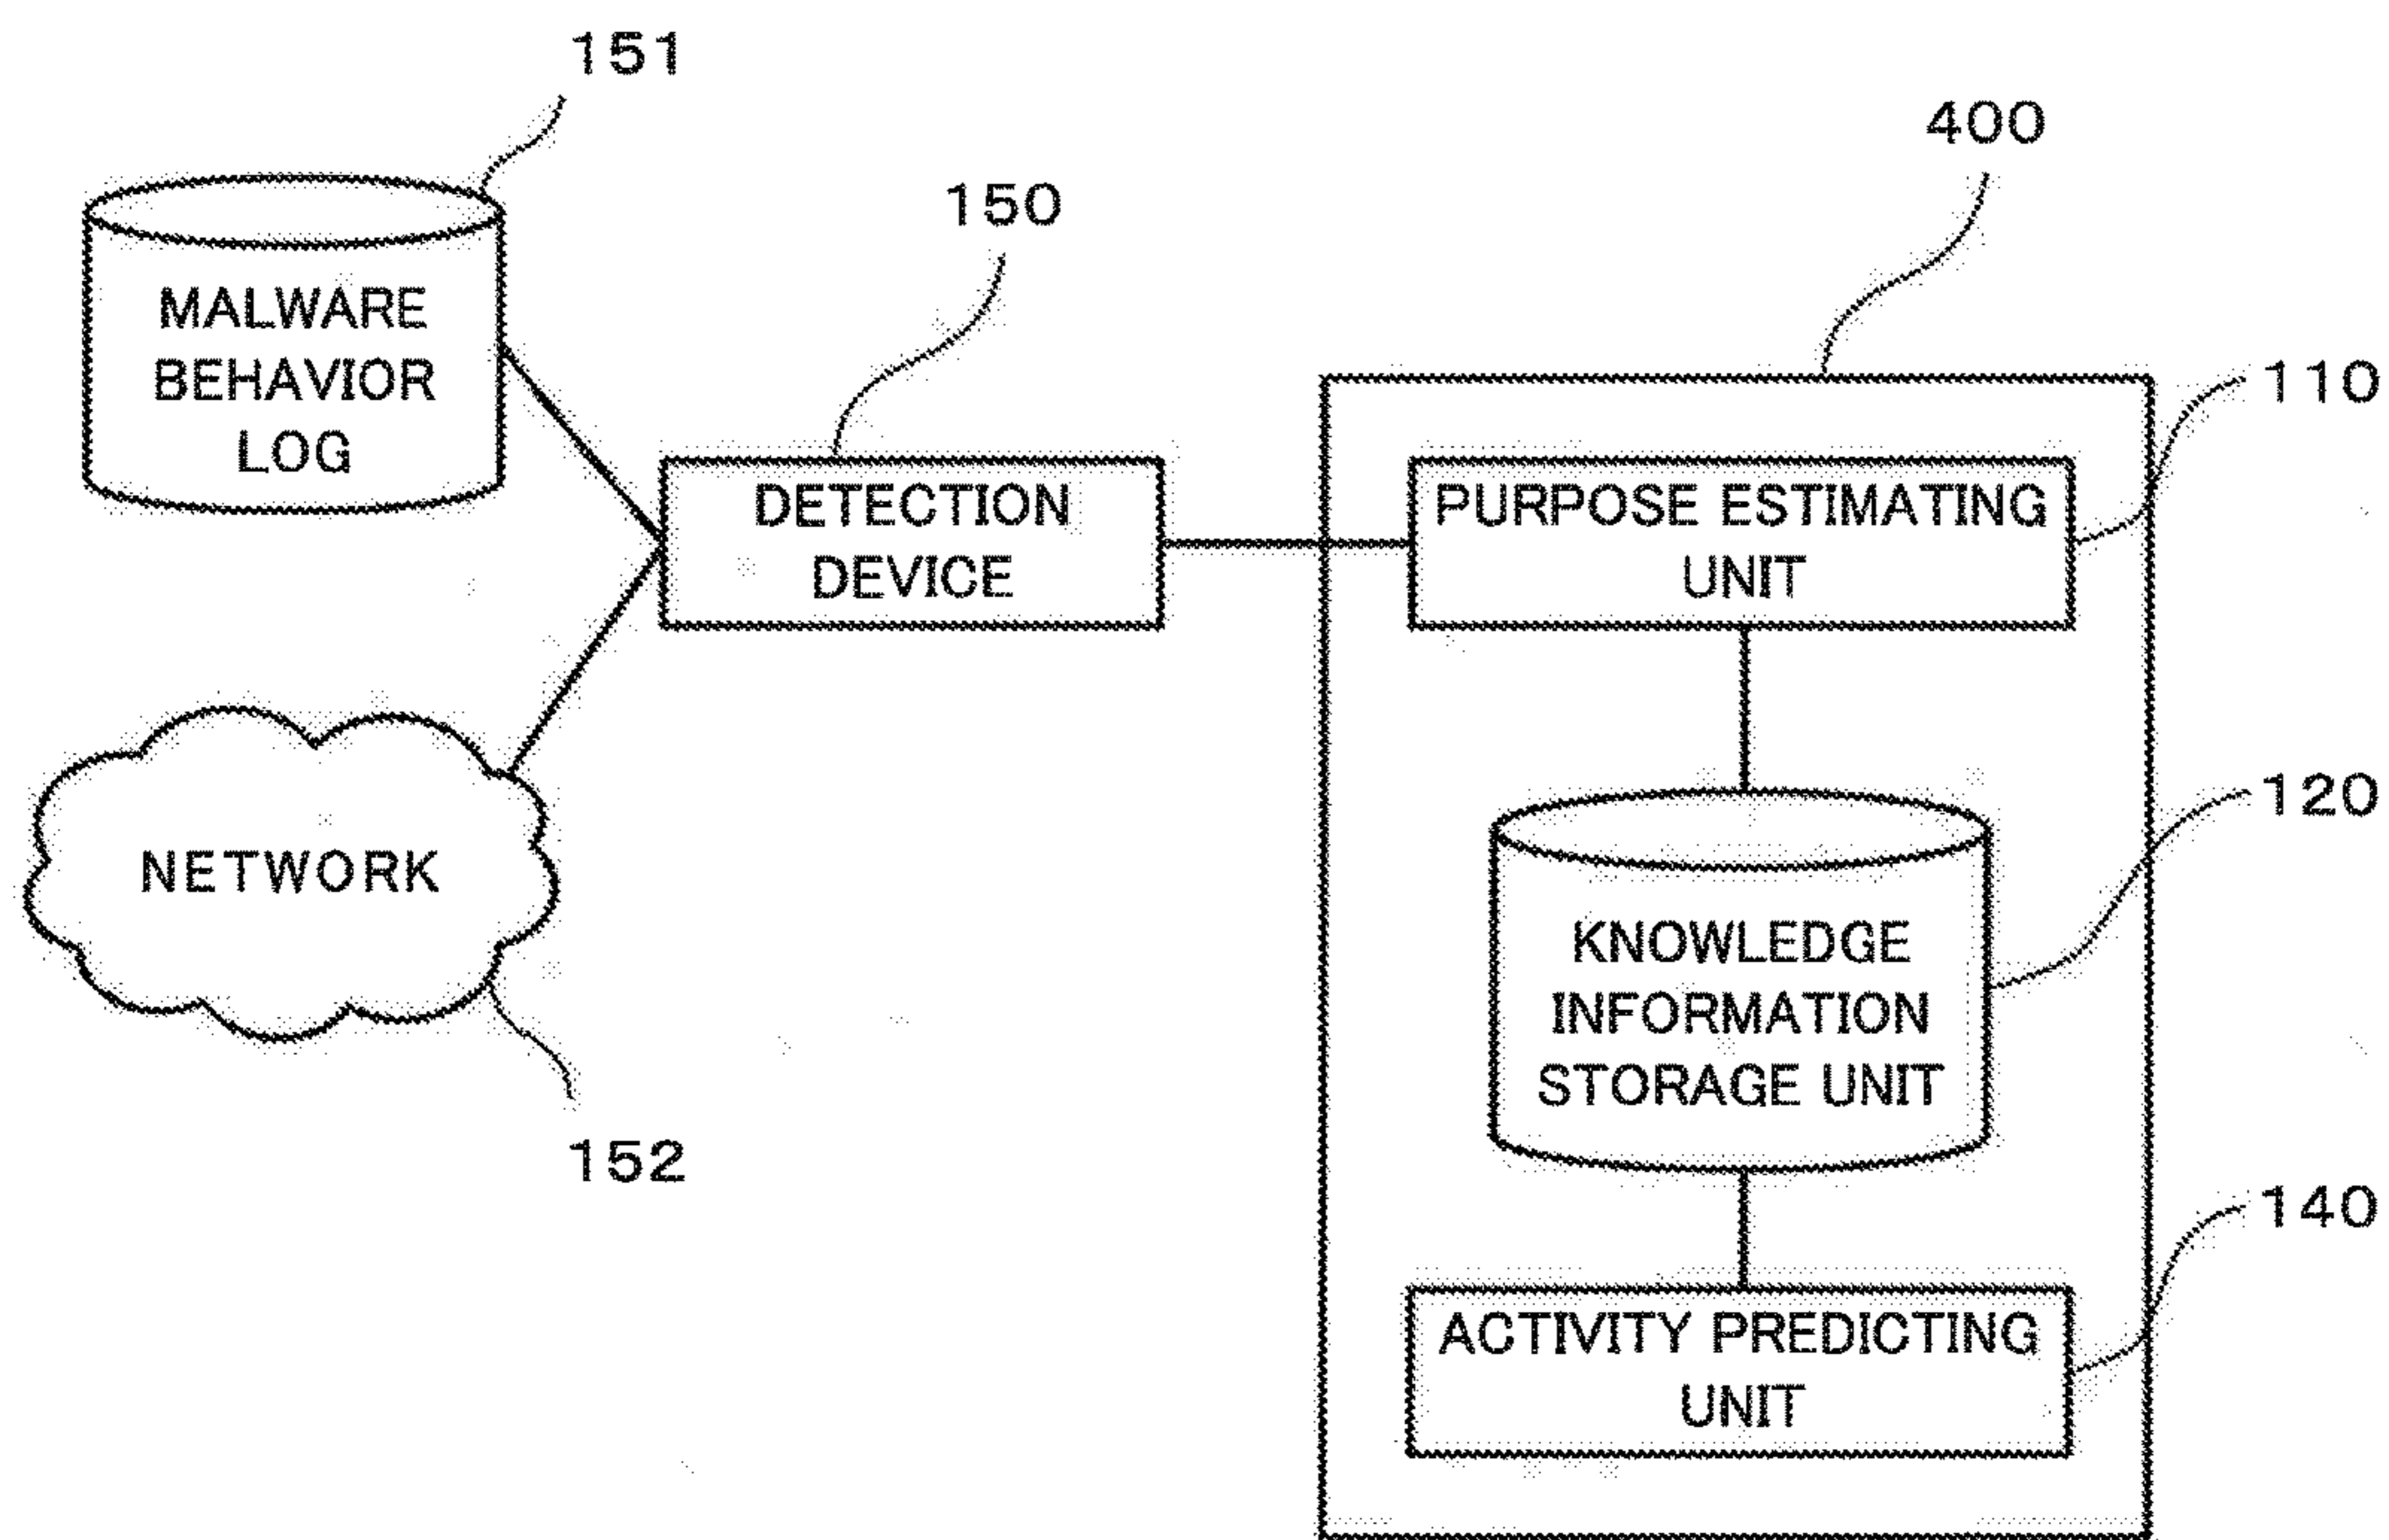 151
400
150
MALWARE
BEHAVIOR
LOG
110
DETECTION
DEVICE
PURPOSE ESTIMATING
UNIT
120
NETWORK
KNOWLEDGE
INFORMATION
STORAGE UNIT
152
140
ACTIVITY PREDICTING
UNIT